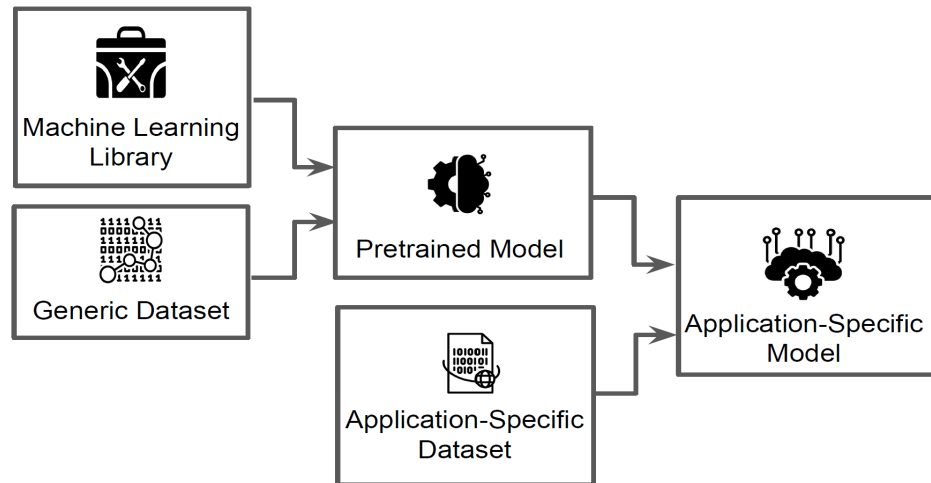 Machine Learning
Library
Generic Dataset
Pretrained Model
Application-Specific
Dataset
Application-Specific
Model